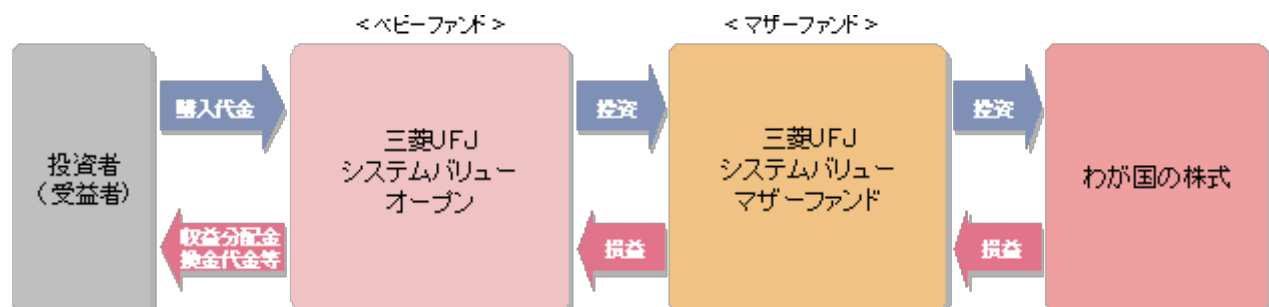 <ベビーファンド>
<マザーファンド>
購入代金
投資
投資
投資者
(受益者)
三菱UFJ
システムバリュー
オープン
三菱UFJ
システムバリュー
マザーファンド
わが国の株式
収益分配金
換金代金等
損益
損益